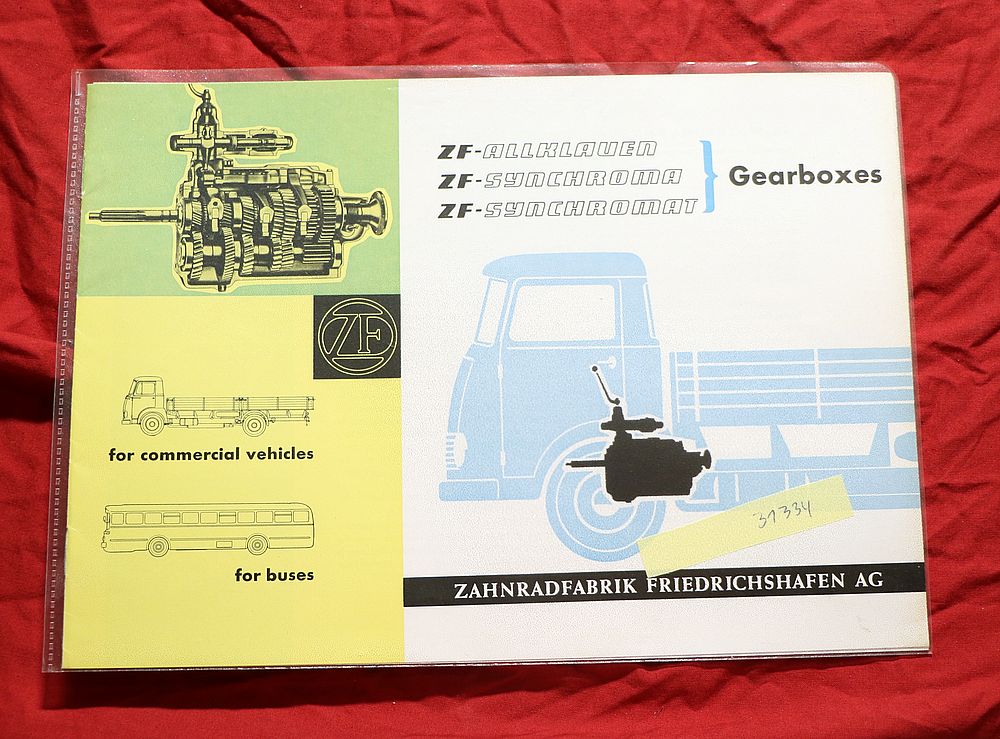 ZF-ALLKLAUEN
ZF-SYNCHROMA
ZF-SYNCHROMAT
Gearboxes
ZF
for commercial vehicles
for buses
31334
ZAHNRADFABRIK FRIEDRICHSHAFEN AG